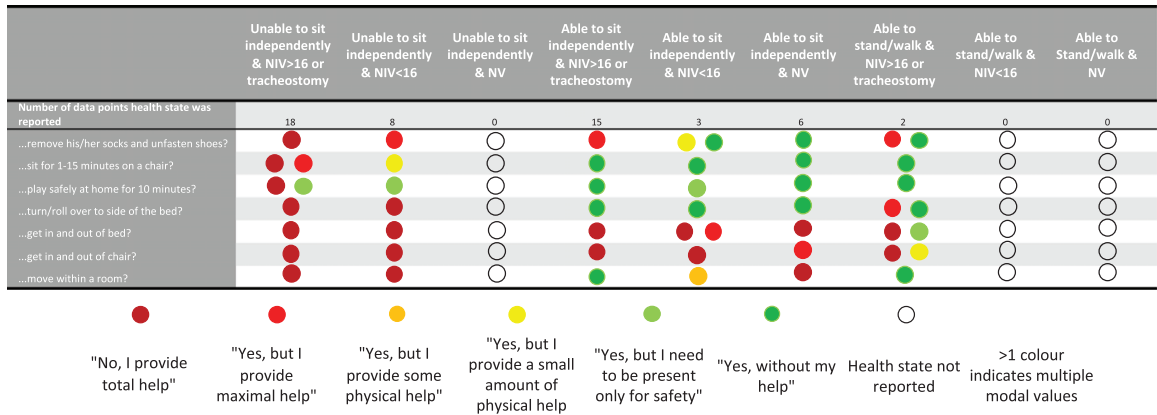 Unable to sit independently & NIV>16 or tracheostomy
Unable to sit independently & NIV<16
Unable to sit independently & NV
Able to sit independently & NIV>16 or tracheostomy
Able to sit independently & NIV<16
Able to sit independently & NV
Able to stand/walk & NIV>16 or tracheostomy
Able to stand/walk & NIV<16
Able to Stand/walk & NV
Number of data points health state was reported
18 8 0 15 3 6 2 0 0
...remove his/her socks and unfasten shoes?
...sit for 1-15 minutes on a chair?
...play safely at home for 10 minutes?
...turn/roll over to side of the bed?
...get in and out of bed?
...get in and out of chair?
...move within a room?
"No, I provide total help"
"Yes, but I provide maximal help"
"Yes, but I provide some physical help"
"Yes, but I provide a small amount of physical help
"Yes, but I need to be present only for safety"
"Yes, without my help"
Health state not reported
>1 colour indicates multiple modal values